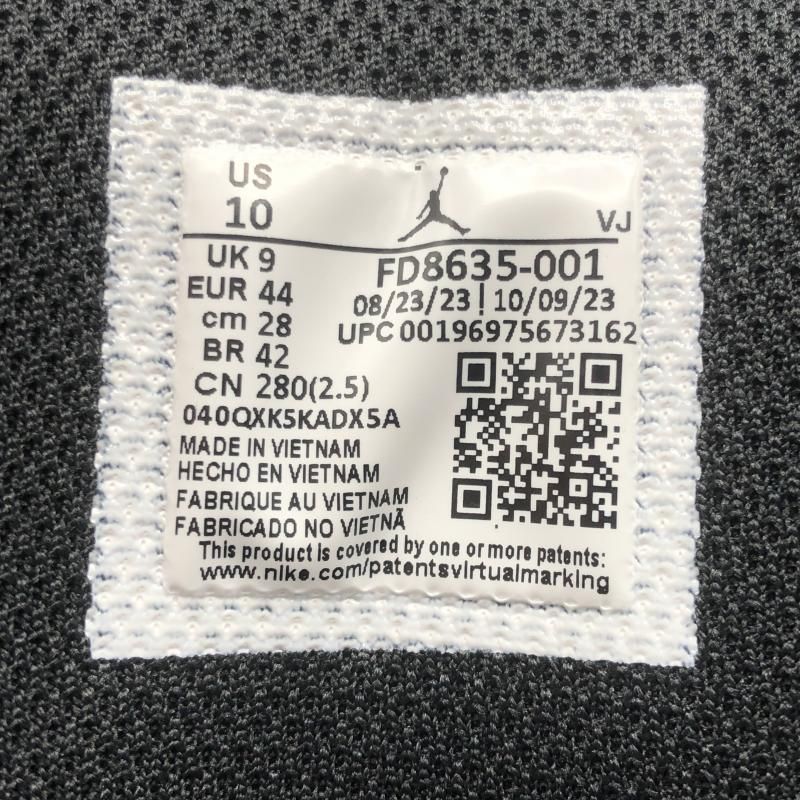 US
10
VJ
UK 9
EUR 44
cm 28
BR 42
CN 280(2.5)
040QXK5KADX5A
FD8635-001
08/23/23 | 10/09/23
UPC 00196975673162
MADE IN VIETNAM
HECHO EN VIETNAM
FABRIQUE AU VIETNAM
FABRICADO NO VIETNÃ
This product is covered by one or more patents:
www.nike.com/patentsvirtualmarking